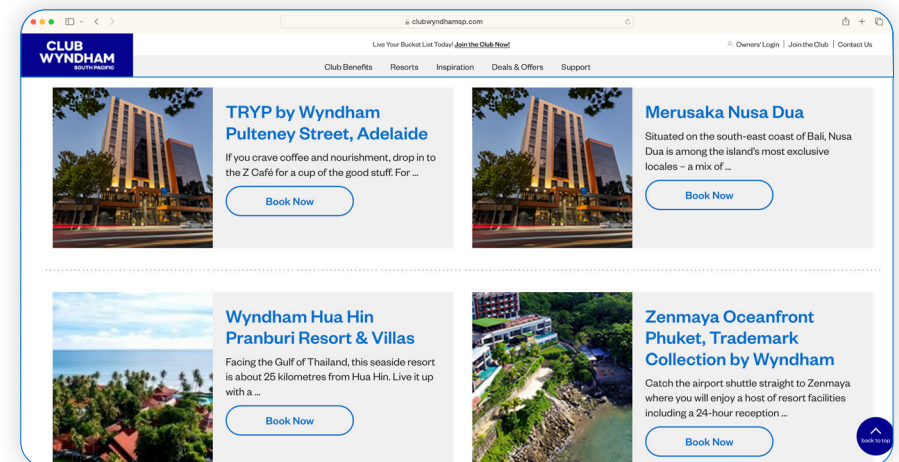 clubwyndhamsp.com
CLUB
WYNDHAM
SOUTH PACIFIC
Live Your Bucket List Today! Join the Club Now!
Owners' Login | Join the Club | Contact Us
Club Benefits Resorts Inspiration Deals & Offers Support
TRYP by Wyndham
Pulteney Street, Adelaide
If you crave coffee and nourishment, drop in to
the Z Café for a cup of the good stuff. For ...
Book Now
Merusaka Nusa Dua
Situated on the south-east coast of Bali, Nusa
Dua is among the island's most exclusive
locales – a mix of ...
Book Now
Wyndham Hua Hin
Pranburi Resort & Villas
Facing the Gulf of Thailand, this seaside resort
is about 25 kilometres from Hua Hin. Live it up
with a ...
Book Now
Zenmaya Oceanfront
Phuket, Trademark
Collection by Wyndham
Catch the airport shuttle straight to Zenmaya
where you will enjoy a host of resort facilities
including a 24-hour reception ...
Book Now
back to top